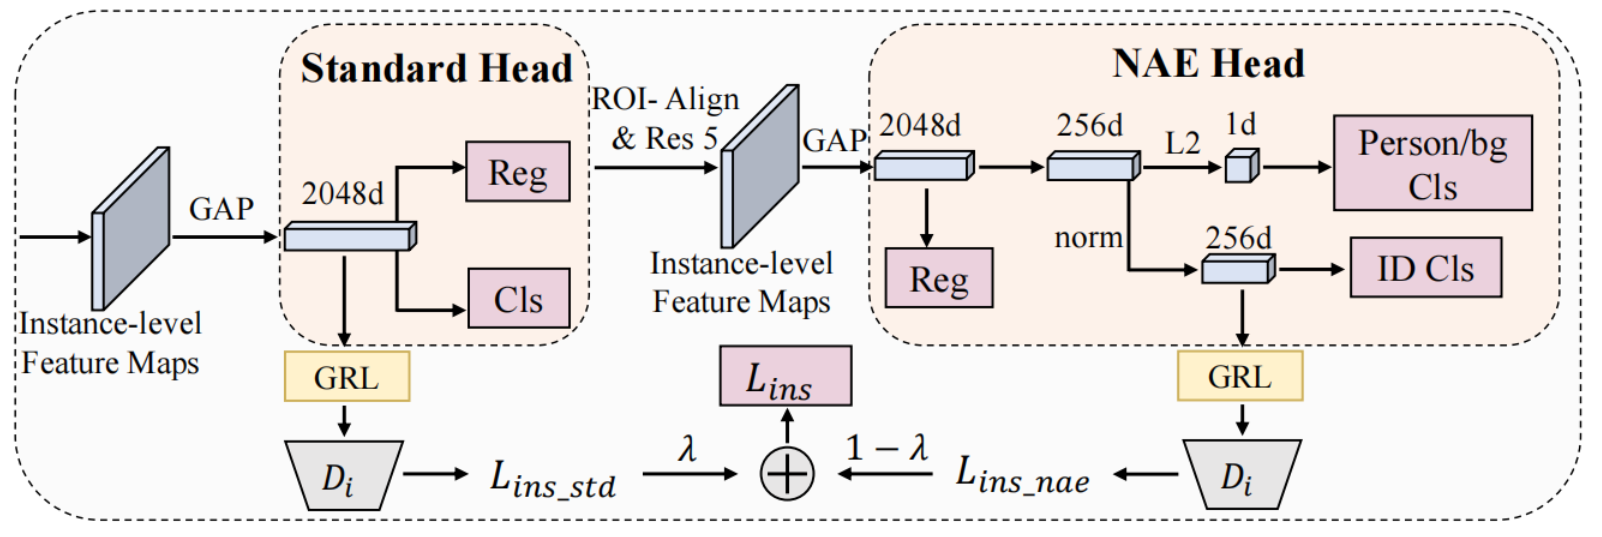 Standard Head
NAE Head
ROI- Align
& Res 5
GAP
2048d
Reg
Cls
Instance-level
Feature Maps
GAP
Instance-level
Feature Maps
2048d
256d
L2
1d
Person/bg
Cls
norm
256d
Reg
ID Cls
GRL
GRL
L_{ins}
D_i
L_{ins\_std}
λ
1 − λ
L_{ins\_nae}
D_i